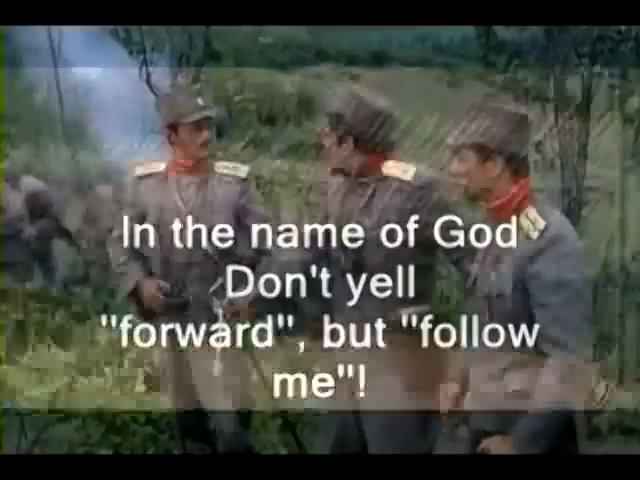 In the name of God
Don't yell
"forward", but "follow
me"!